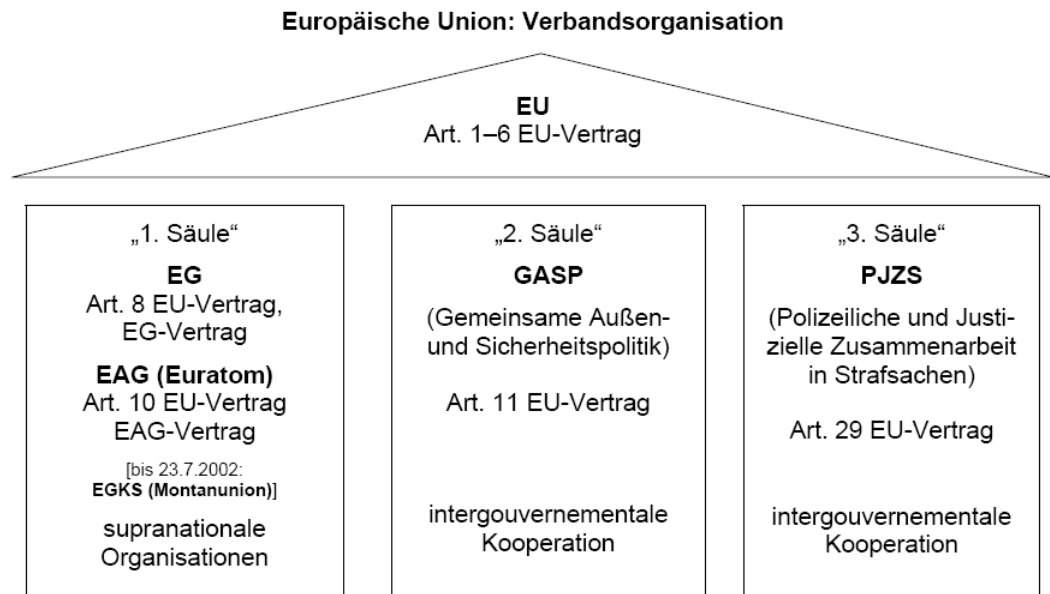 Europäische Union: Verbandsorganisation
EU
Art. 1–6 EU-Vertrag
„1. Säule“
EG
Art. 8 EU-Vertrag,
EG-Vertrag
EAG (Euratom)
Art. 10 EU-Vertrag
EAG-Vertrag
[bis 23.7.2002:
EGKS (Montanunion)]
supranationale
Organisationen
„2. Säule“
GASP
(Gemeinsame Außen-
und Sicherheitspolitik)
Art. 11 EU-Vertrag
intergouvernementale
Kooperation
„3. Säule“
PJZS
(Polizeiliche und Justi-
zielle Zusammenarbeit
in Strafsachen)
Art. 29 EU-Vertrag
intergouvernementale
Kooperation